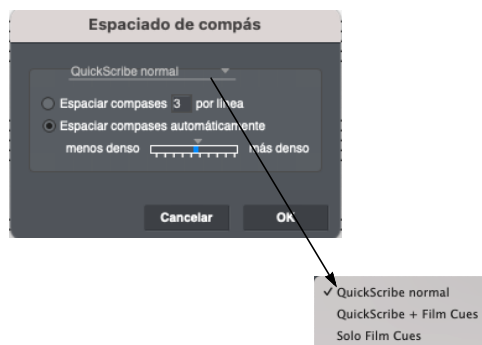 Espaciado de compás
QuickScribe normal
Espaciar compases 3 por línea
Espaciar compases automáticamente
menos denso más denso
Cancelar OK
✓ QuickScribe normal
QuickScribe + Film Cues
Solo Film Cues